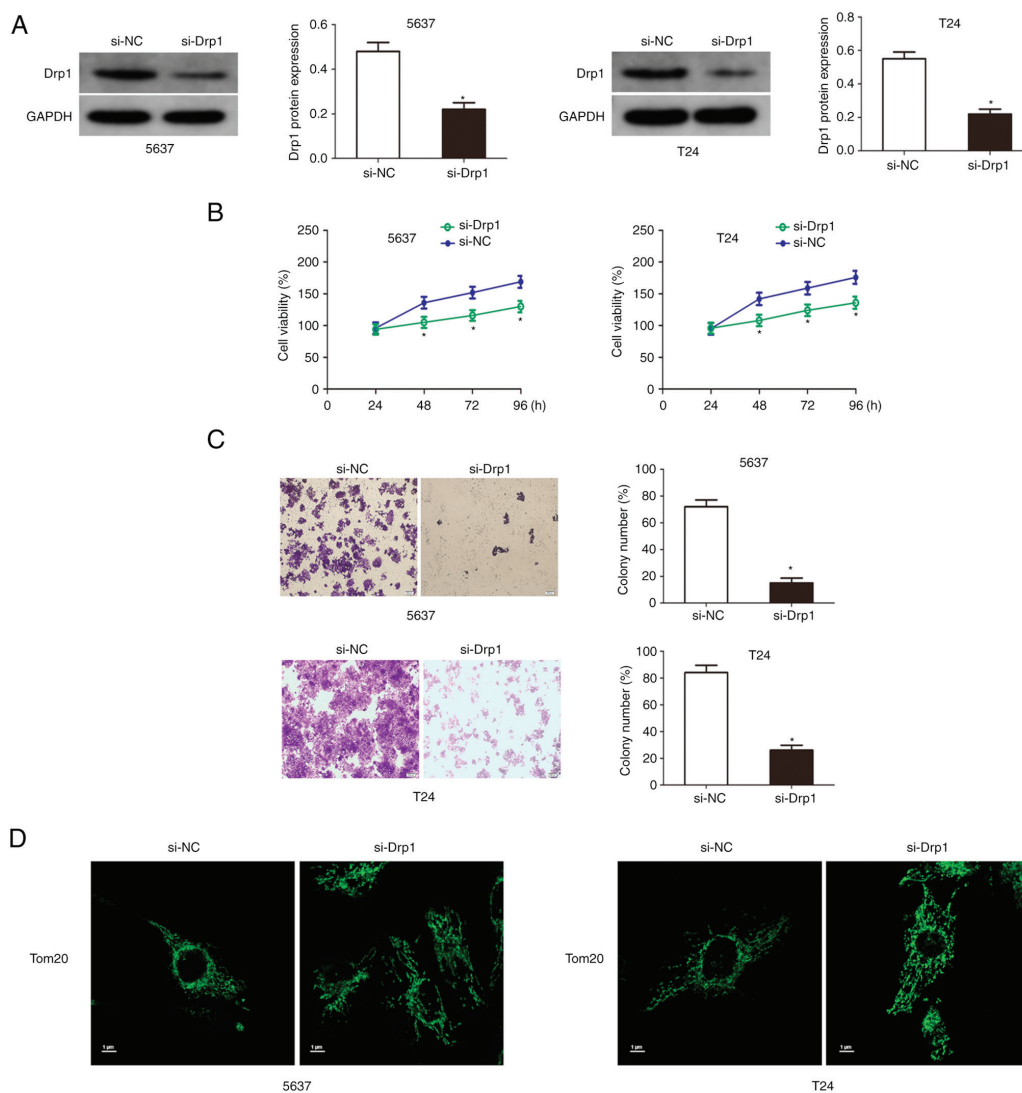 A
si-NC si-Drp1
Drp1
GAPDH
5637
5637
Drp1 protein expression
0.6
0.4
0.2
0.0
si-NC si-Drp1
*
si-NC si-Drp1
Drp1
GAPDH
T24
T24
Drp1 protein expression
0.8
0.6
0.4
0.2
0.0
si-NC si-Drp1
*
B
5637
si-Drp1
si-NC
Cell viability (%)
250
200
150
100
50
0
0 24 48 72 96 (h)
* * *
T24
si-Drp1
si-NC
Cell viability (%)
250
200
150
100
50
0
0 24 48 72 96 (h)
* * *
C
si-NC si-Drp1
5637
5637
Colony number (%)
100
80
60
40
20
0
si-NC si-Drp1
*
si-NC si-Drp1
T24
T24
Colony number (%)
100
80
60
40
20
0
si-NC si-Drp1
*
D
si-NC si-Drp1
Tom20
1 µm 1 µm
5637
si-NC si-Drp1
Tom20
1 µm 1 µm
T24